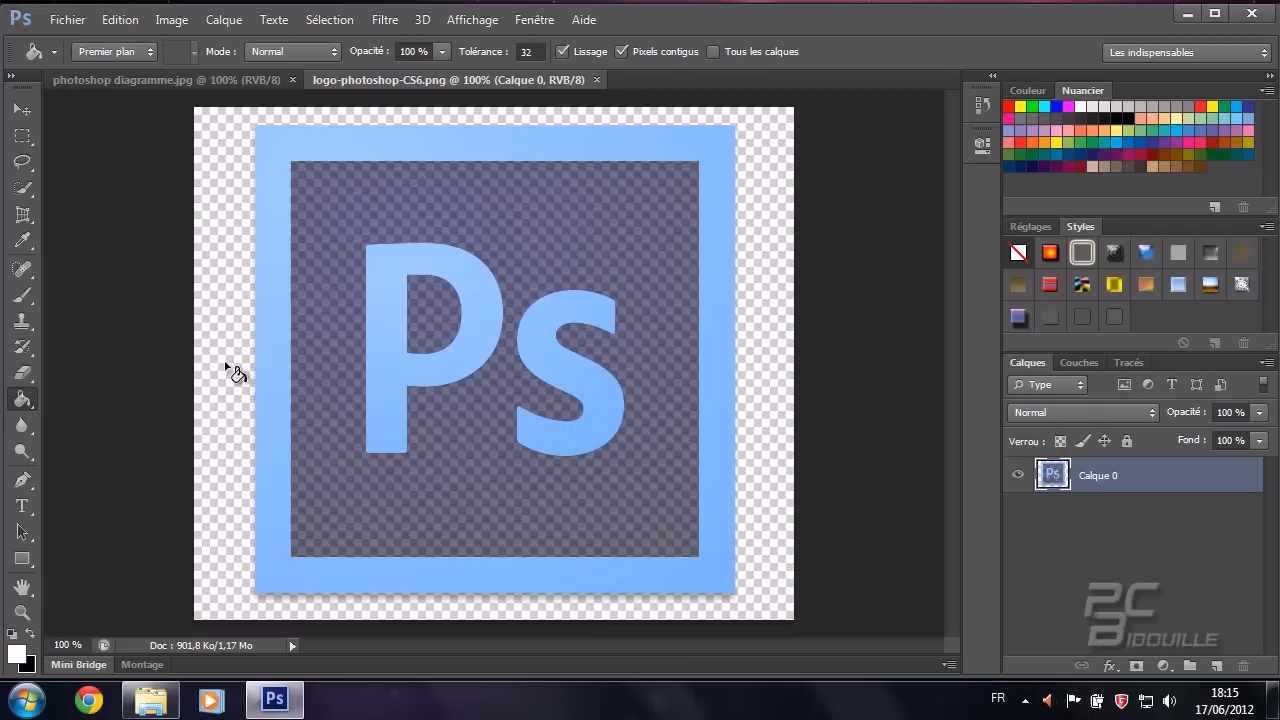 Ps Fichier Edition Image Calque Texte Sélection Filtre 3D Affichage Fenêtre Aide
Premier plan Mode : Normal Opacité : 100 % Tolérance : 32 Lissage Pixels contigus Tous les calques Les indispensables
photoshop diagramme.jpg @ 100% (RVB/8) × logo-photoshop-CS6.png @ 100% (Calque 0, RVB/8) ×
Couleur Nuancier
Réglages Styles
Ps
Calques Couches Tracés
Type
Normal Opacité : 100 %
Verrou : Fond : 100 %
Ps Calque 0
PC
BIDOUILLE
100 % Doc : 901,8 Ko/1,17 Mo
Mini Bridge Montage
Ps FR 18:15
17/06/2012